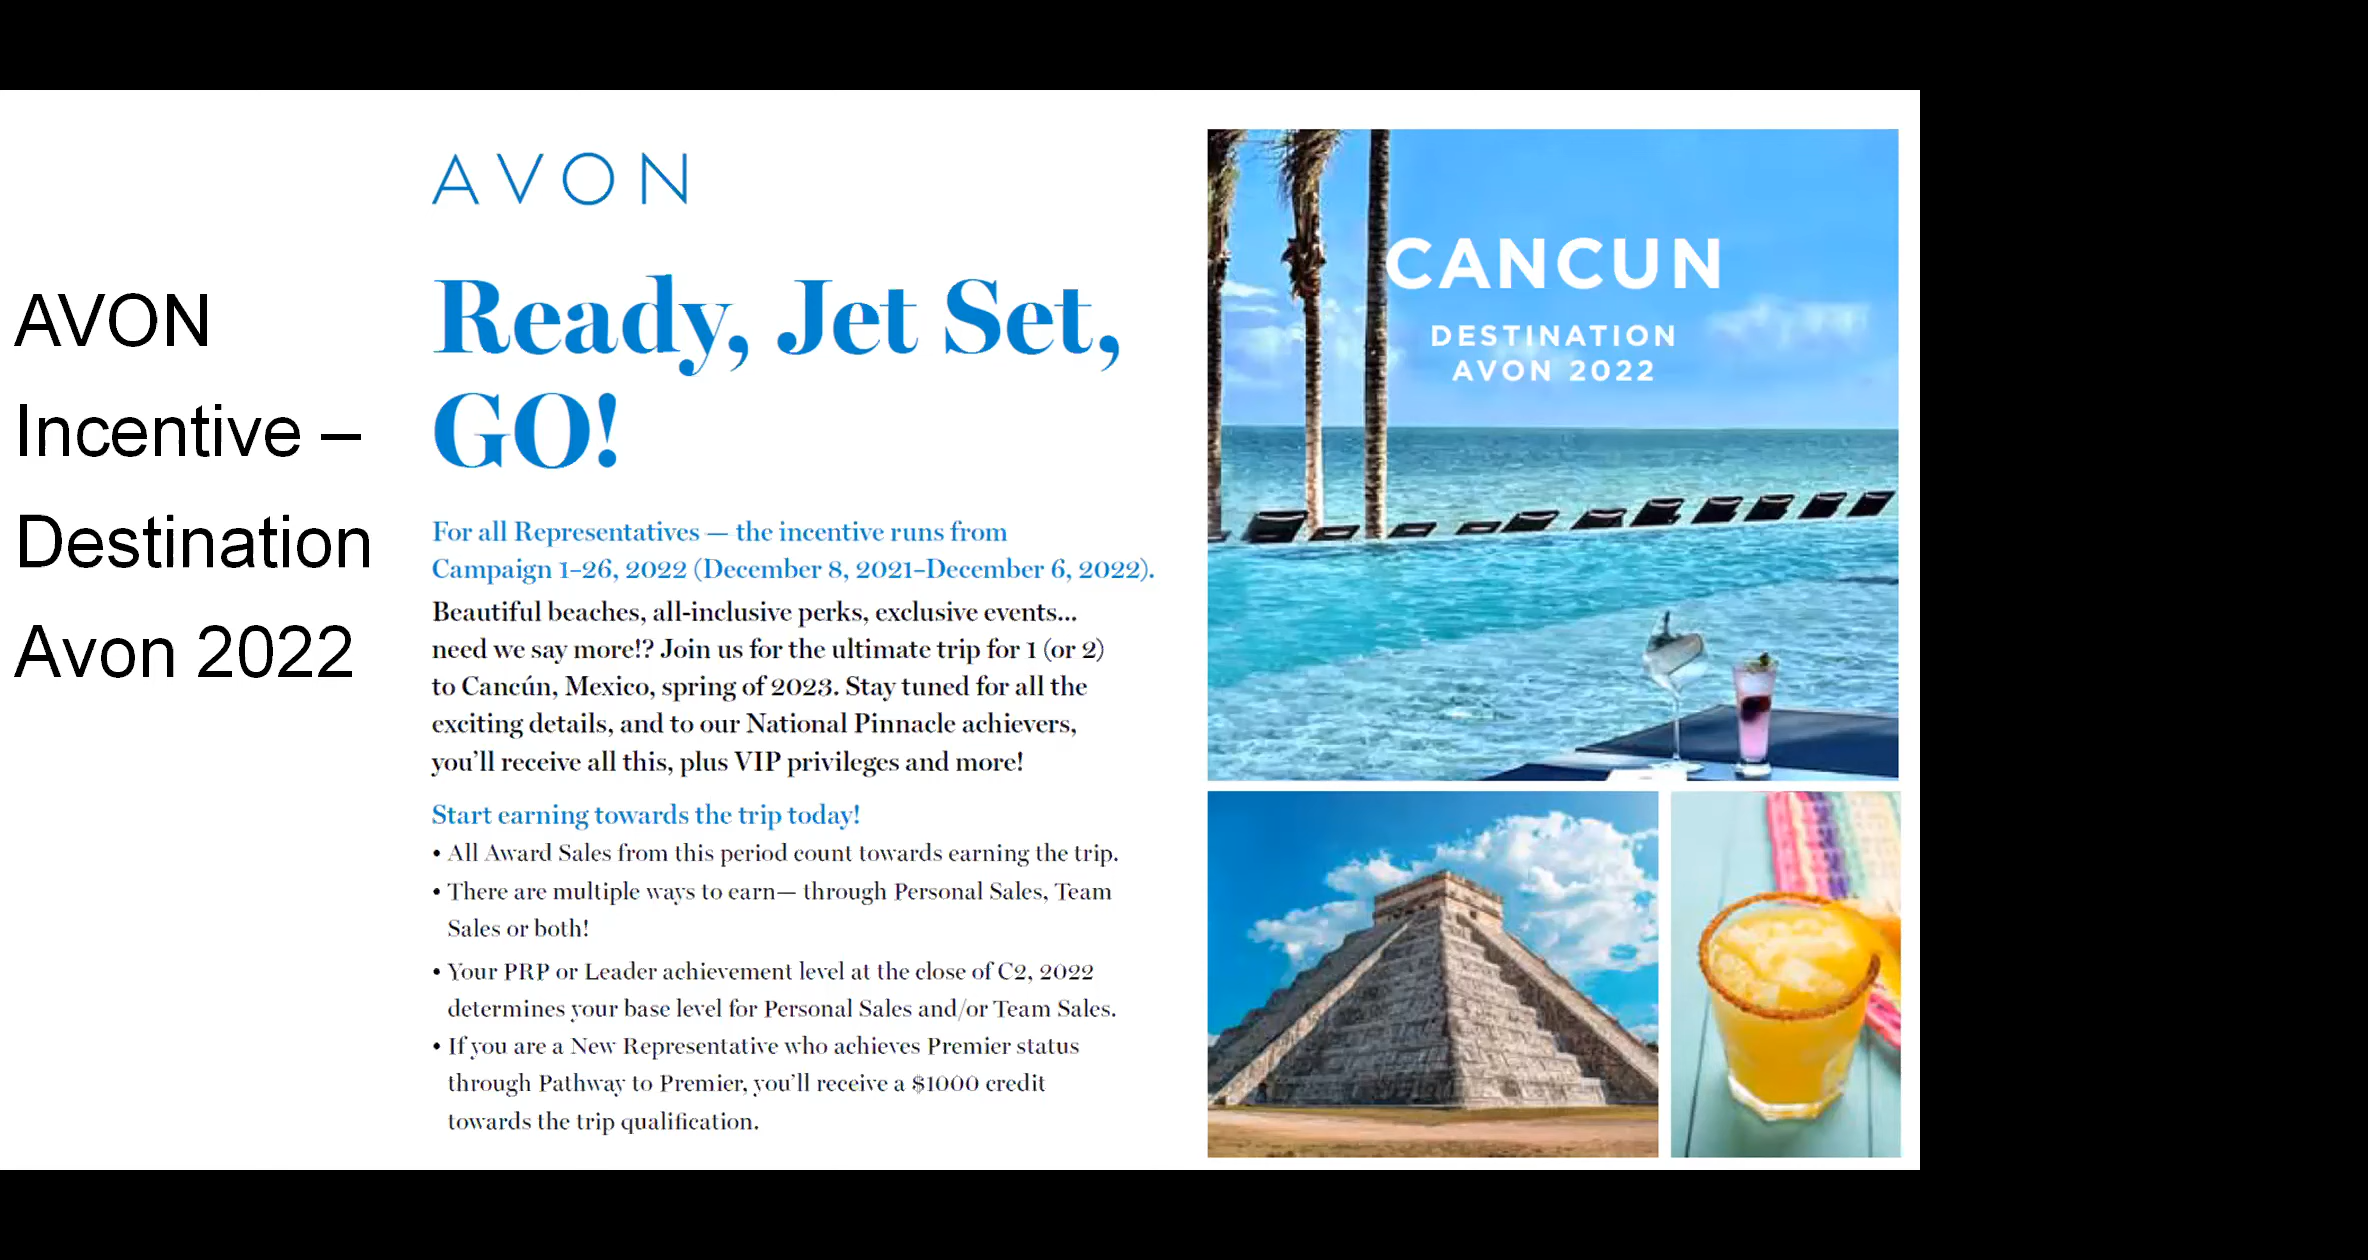 AVON
Incentive –
Destination
Avon 2022
AVON
Ready, Jet Set,
GO!
For all Representatives — the incentive runs from
Campaign 1–26, 2022 (December 8, 2021–December 6, 2022).
Beautiful beaches, all-inclusive perks, exclusive events...
need we say more!? Join us for the ultimate trip for 1 (or 2)
to Cancún, Mexico, spring of 2023. Stay tuned for all the
exciting details, and to our National Pinnacle achievers,
you’ll receive all this, plus VIP privileges and more!
Start earning towards the trip today!
• All Award Sales from this period count towards earning the trip.
• There are multiple ways to earn— through Personal Sales, Team
Sales or both!
• Your PRP or Leader achievement level at the close of C2, 2022
determines your base level for Personal Sales and/or Team Sales.
• If you are a New Representative who achieves Premier status
through Pathway to Premier, you’ll receive a $1000 credit
towards the trip qualification.
CANCUN
DESTINATION
AVON 2022